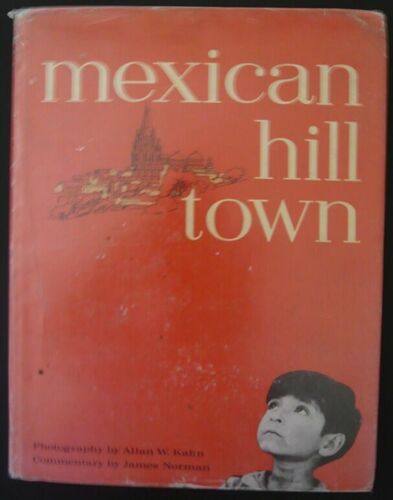 mexican
hill
town
Photography by Allan W. Kahn
Commentary by James Norman